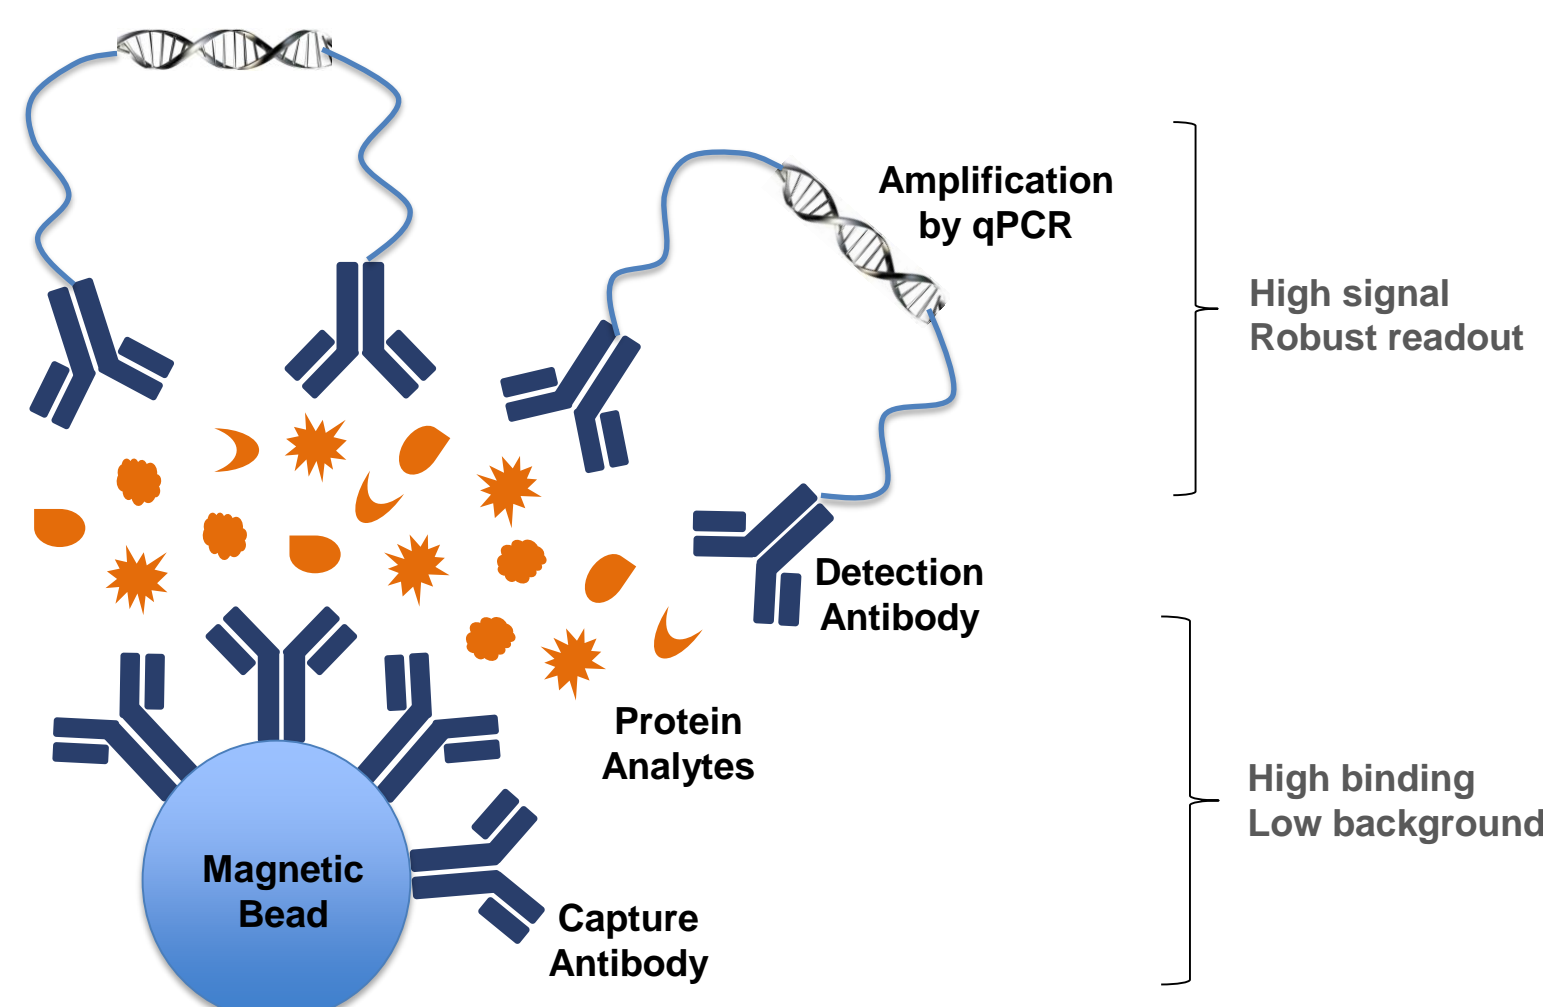 Amplification
by qPCR
High signal
Robust readout
Detection
Antibody
Protein
Analytes
High binding
Low background
Magnetic
Bead
Capture
Antibody